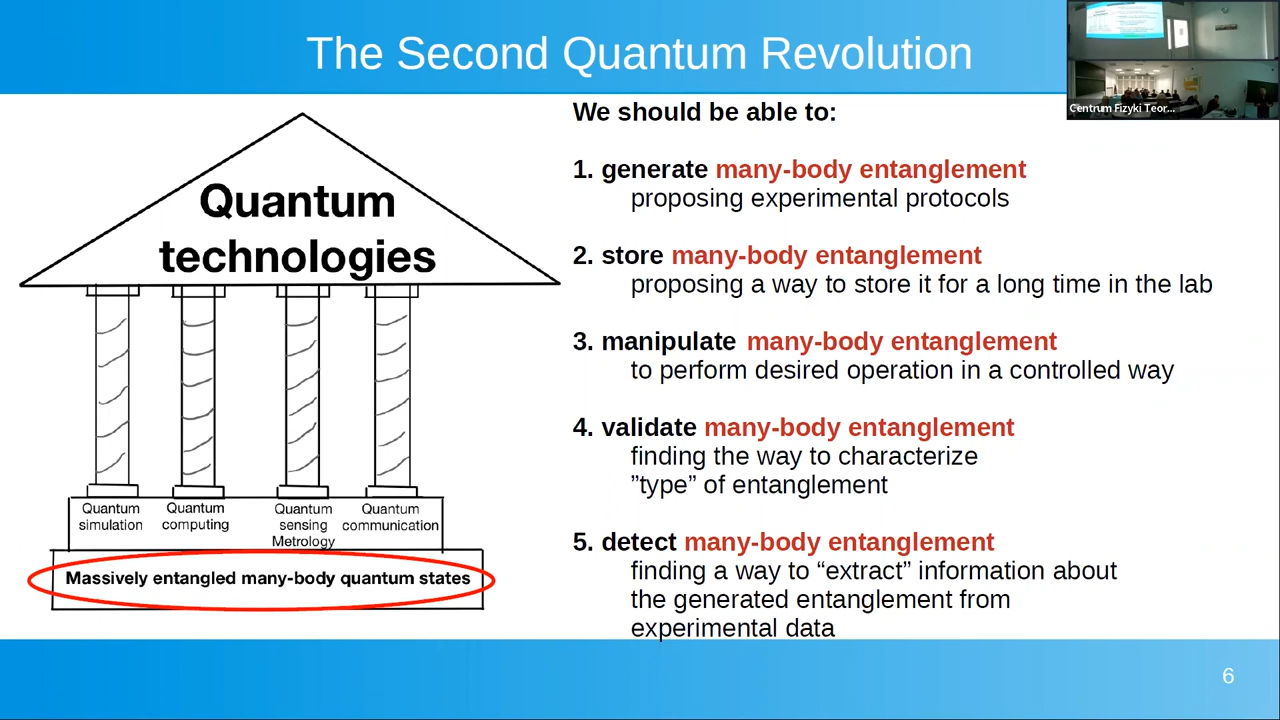 The Second Quantum Revolution
Centrum Fizyki Teor...
Quantum
technologies
Quantum
simulation
Quantum
computing
Quantum
sensing
Metrology
Quantum
communication
Massively entangled many-body quantum states
We should be able to:
1. generate many-body entanglement
proposing experimental protocols
2. store many-body entanglement
proposing a way to store it for a long time in the lab
3. manipulate many-body entanglement
to perform desired operation in a controlled way
4. validate many-body entanglement
finding the way to characterize
”type” of entanglement
5. detect many-body entanglement
finding a way to “extract” information about
the generated entanglement from
experimental data
6